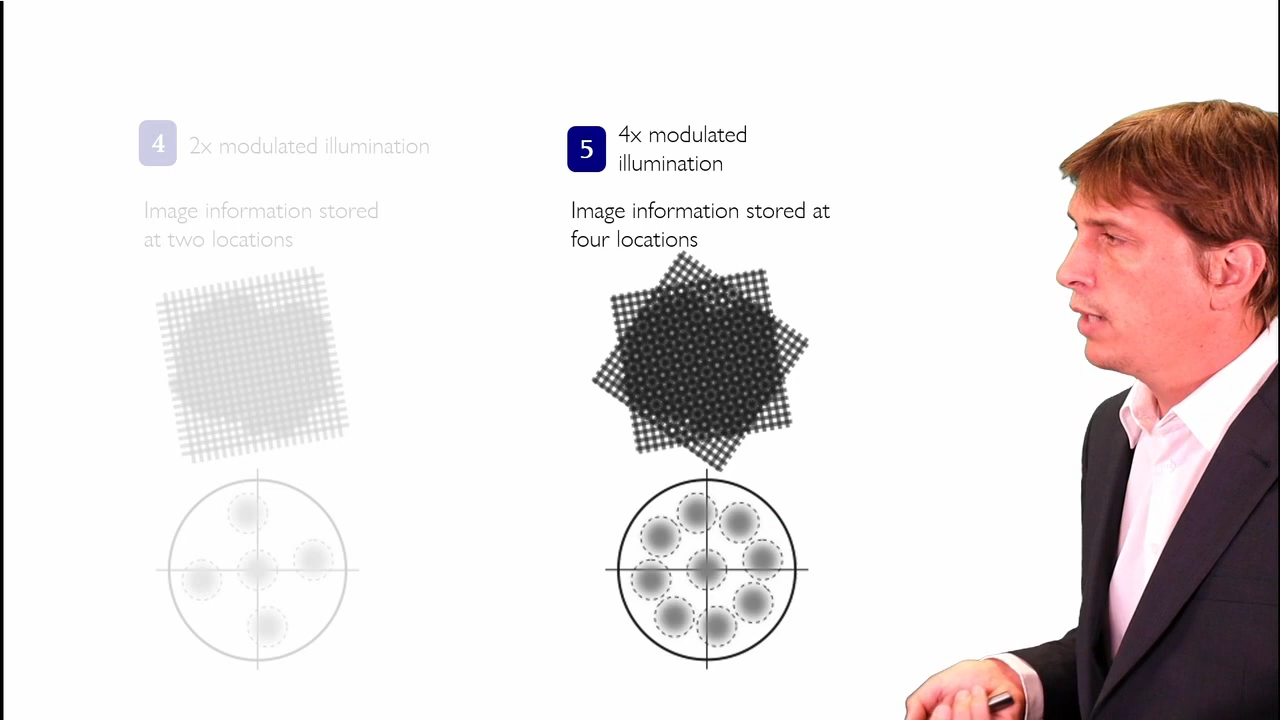 4 2x modulated illumination
Image information stored
at two locations
5 4x modulated
illumination
Image information stored at
four locations